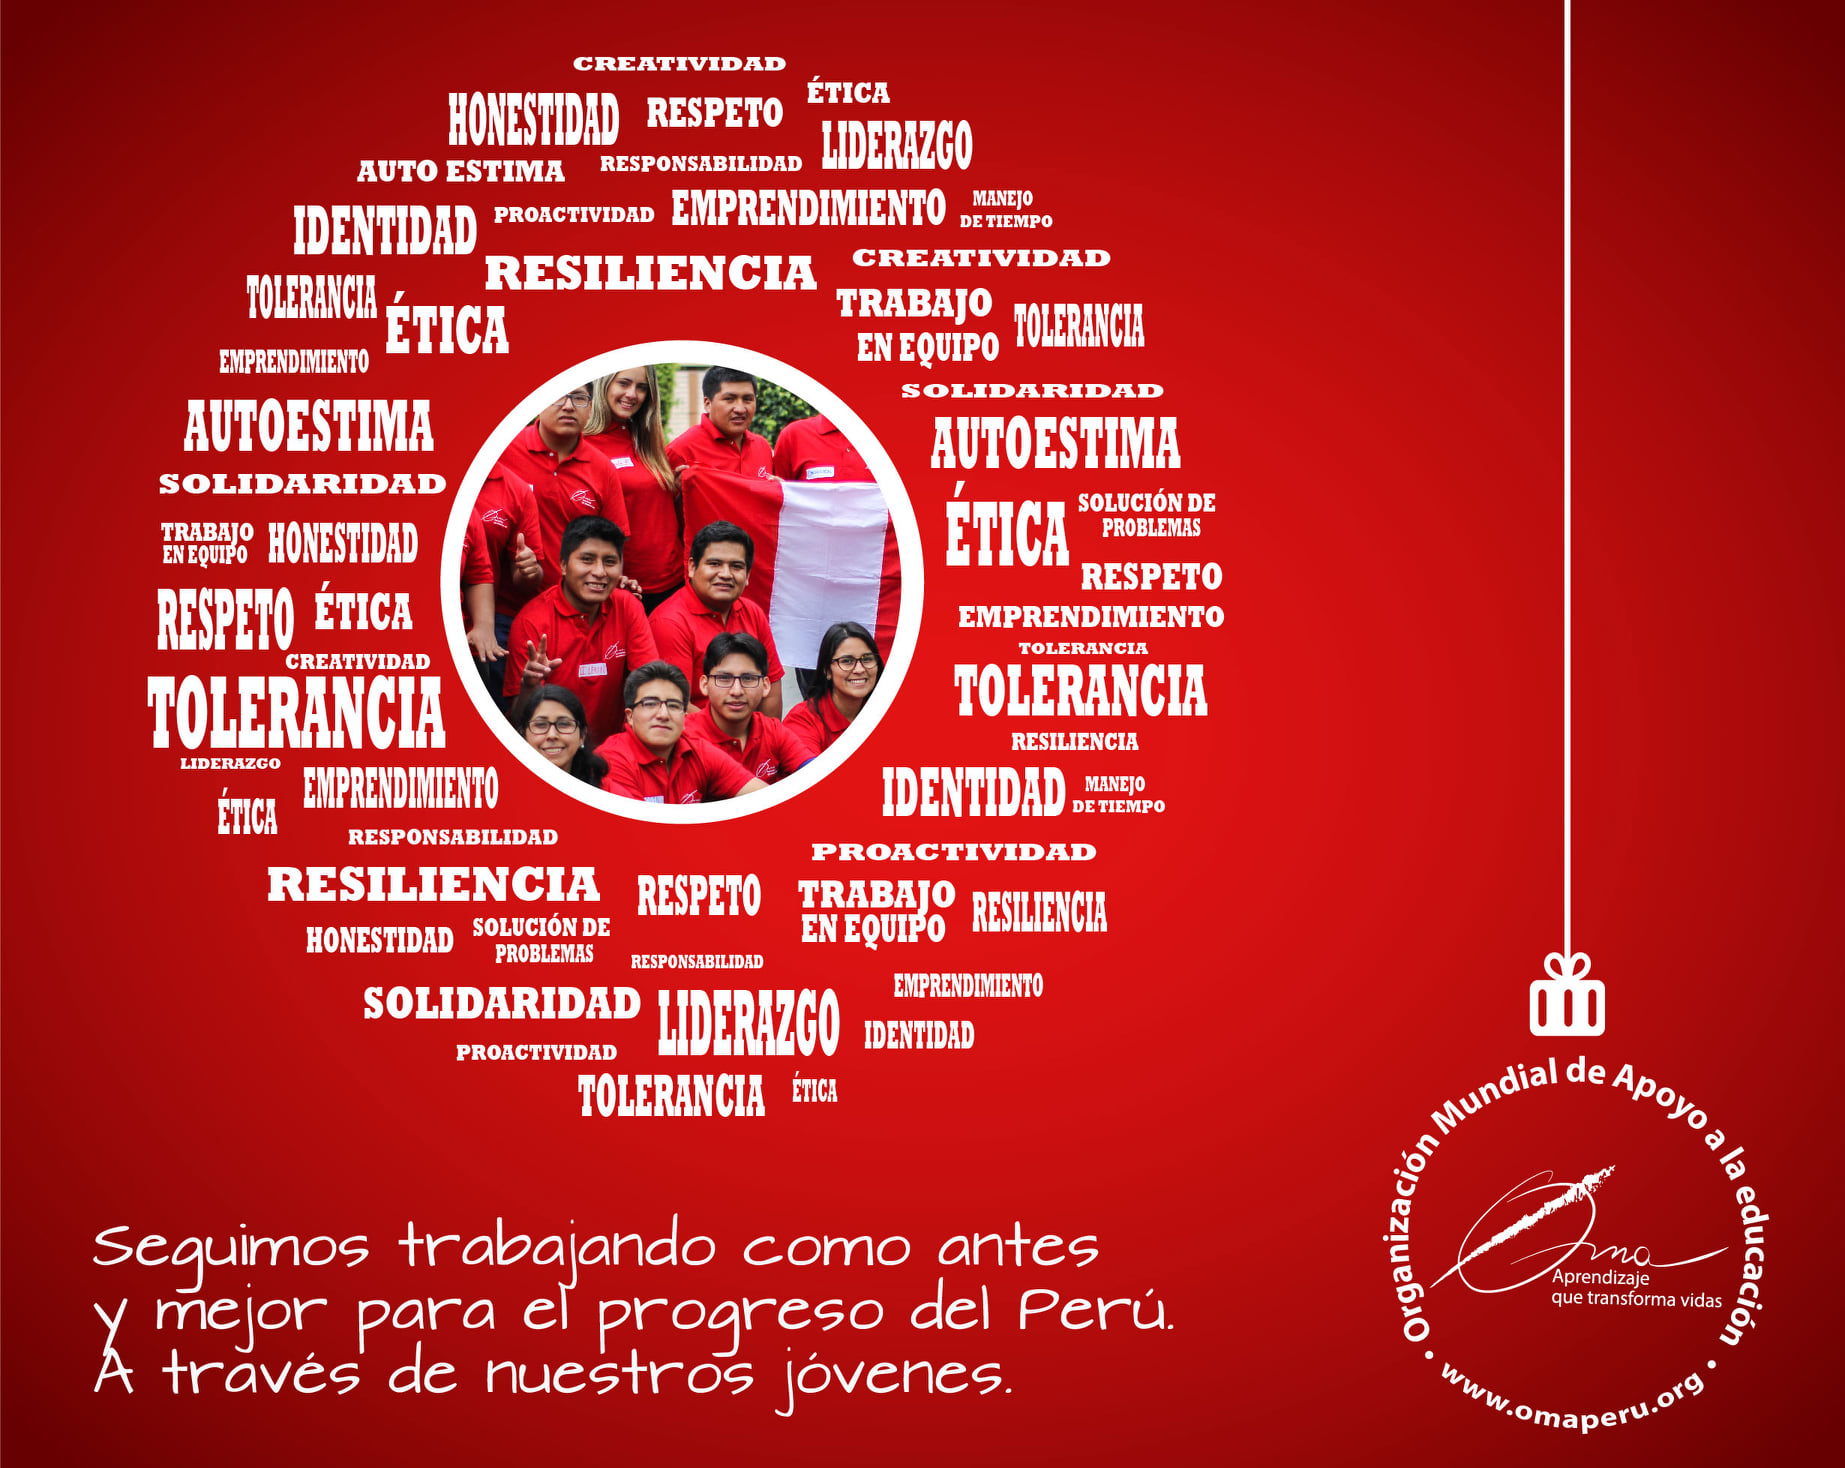 CREATIVIDAD
HONESTIDAD RESPETO ÉTICA
LIDERAZGO
AUTO ESTIMA RESPONSABILIDAD
IDENTIDAD PROACTIVIDAD EMPRENDIMIENTO MANEJO
DE TIEMPO
RESILIENCIA CREATIVIDAD
TOLERANCIA ÉTICA TRABAJO
EN EQUIPO TOLERANCIA
EMPRENDIMIENTO
SOLIDARIDAD
AUTOESTIMA AUTOESTIMA
SOLIDARIDAD
ÉTICA SOLUCIÓN DE
PROBLEMAS
TRABAJO
EN EQUIPO HONESTIDAD
RESPETO
RESPETO ÉTICA EMPRENDIMIENTO
CREATIVIDAD TOLERANCIA
TOLERANCIA TOLERANCIA
RESILIENCIA
LIDERAZGO
ÉTICA EMPRENDIMIENTO IDENTIDAD MANEJO
DE TIEMPO
RESPONSABILIDAD
PROACTIVIDAD
RESILIENCIA RESPETO TRABAJO
EN EQUIPO RESILIENCIA
HONESTIDAD SOLUCIÓN DE
PROBLEMAS
RESPONSABILIDAD
EMPRENDIMIENTO
SOLIDARIDAD LIDERAZGO IDENTIDAD
PROACTIVIDAD
TOLERANCIA ÉTICA
Organización Mundial de Apoyo a la educación
Oma
Aprendizaje
que transforma vidas
• www.omaperu.org •
Seguimos trabajando como antes
y mejor para el progreso del Perú.
A través de nuestros jóvenes.